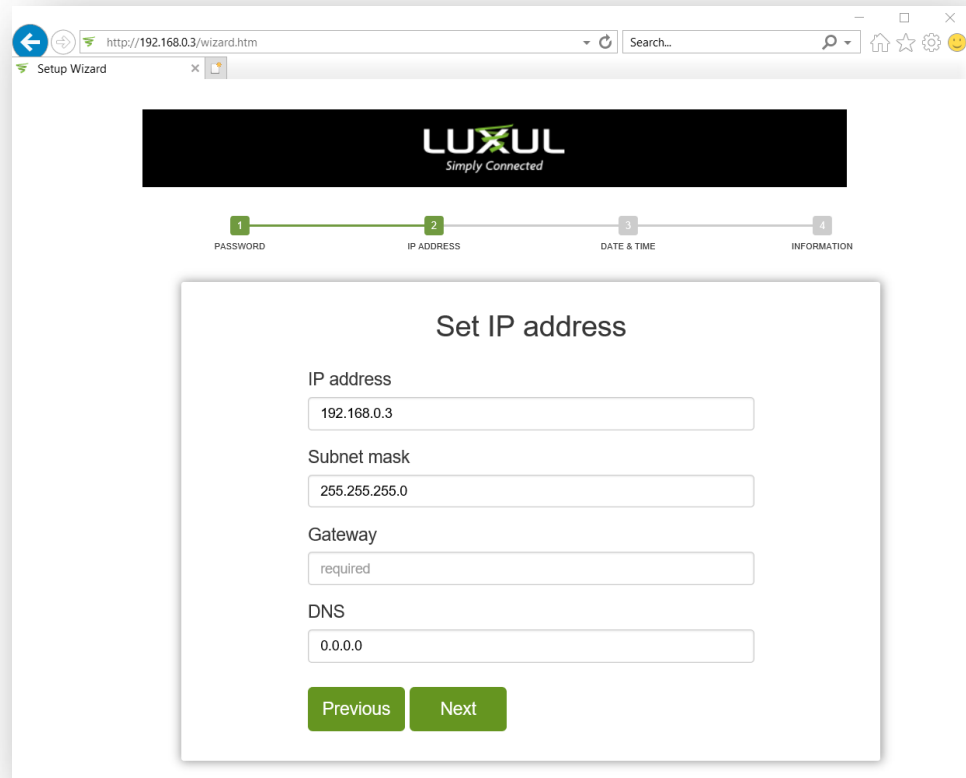 http://192.168.0.3/wizard.htm
Search...
Setup Wizard
LUXUL
Simply Connected
1 2 3 4
PASSWORD IP ADDRESS DATE & TIME INFORMATION
Set IP address
IP address
192.168.0.3
Subnet mask
255.255.255.0
Gateway
required
DNS
0.0.0.0
Previous Next